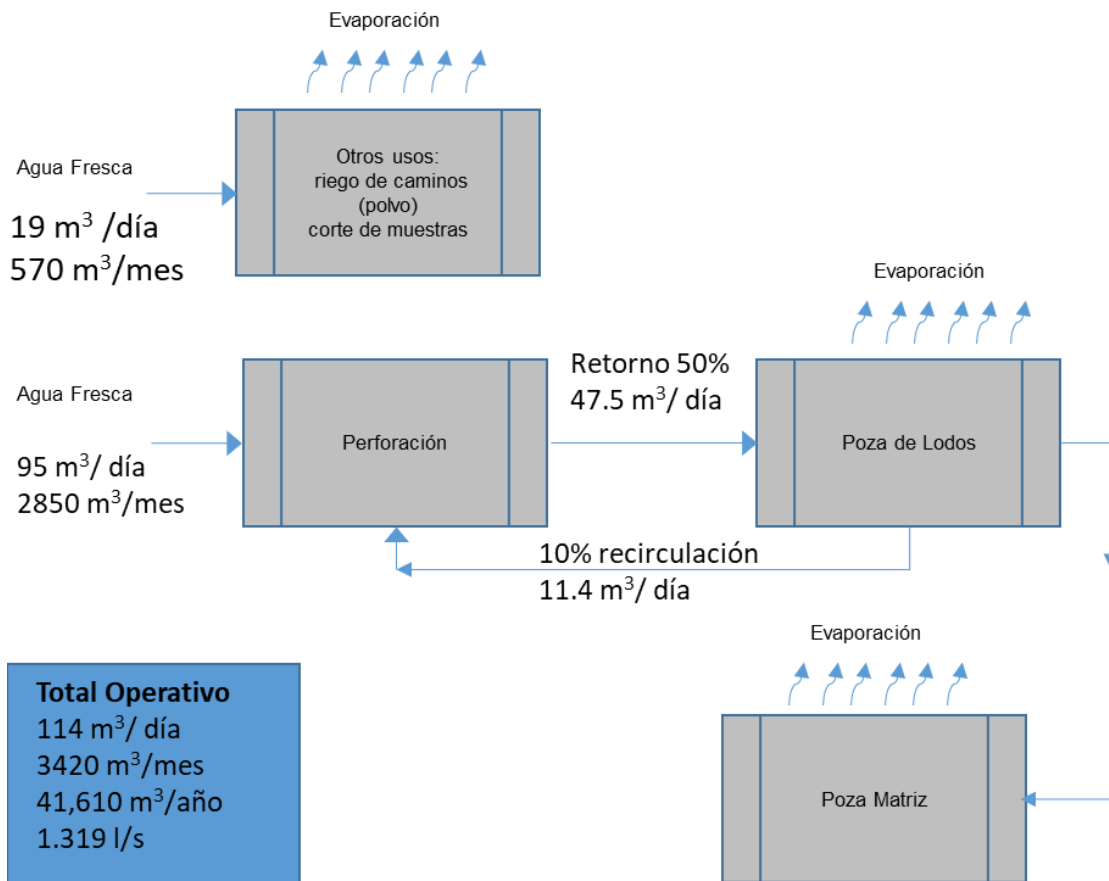 Evaporación
Agua Fresca
19 m³ /día
570 m³/mes
Otros usos:
riego de caminos
(polvo)
corte de muestras
Evaporación
Agua Fresca
95 m³/ día
2850 m³/mes
Perforación
Retorno 50%
47.5 m³/ día
Poza de Lodos
10% recirculación
11.4 m³/ día
Evaporación
Poza Matriz
Total Operativo
114 m³/ día
3420 m³/mes
41,610 m³/año
1.319 l/s